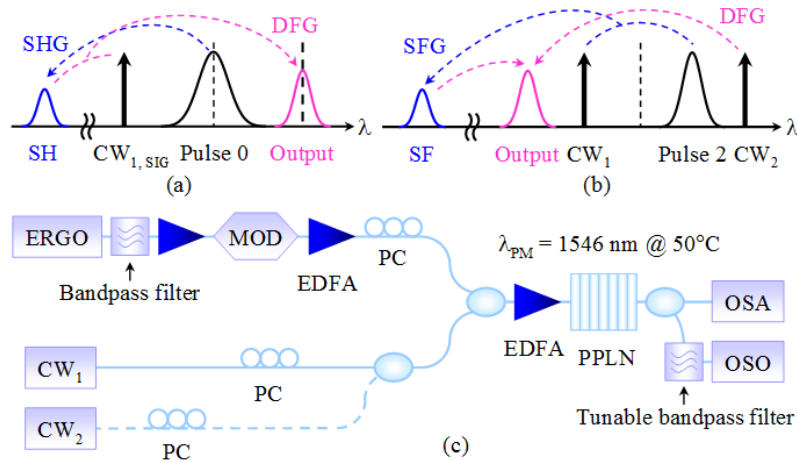 SHG
DFG
λ
SH
CW1, SIG
Pulse 0
Output
(a)
SFG
DFG
λ
SF
Output
CW1
Pulse 2
CW2
(b)
ERGO
MOD
PC
EDFA
Bandpass filter
λPM = 1546 nm @ 50°C
OSA
EDFA
PPLN
OSO
CW1
PC
Tunable bandpass filter
CW2
PC
(c)